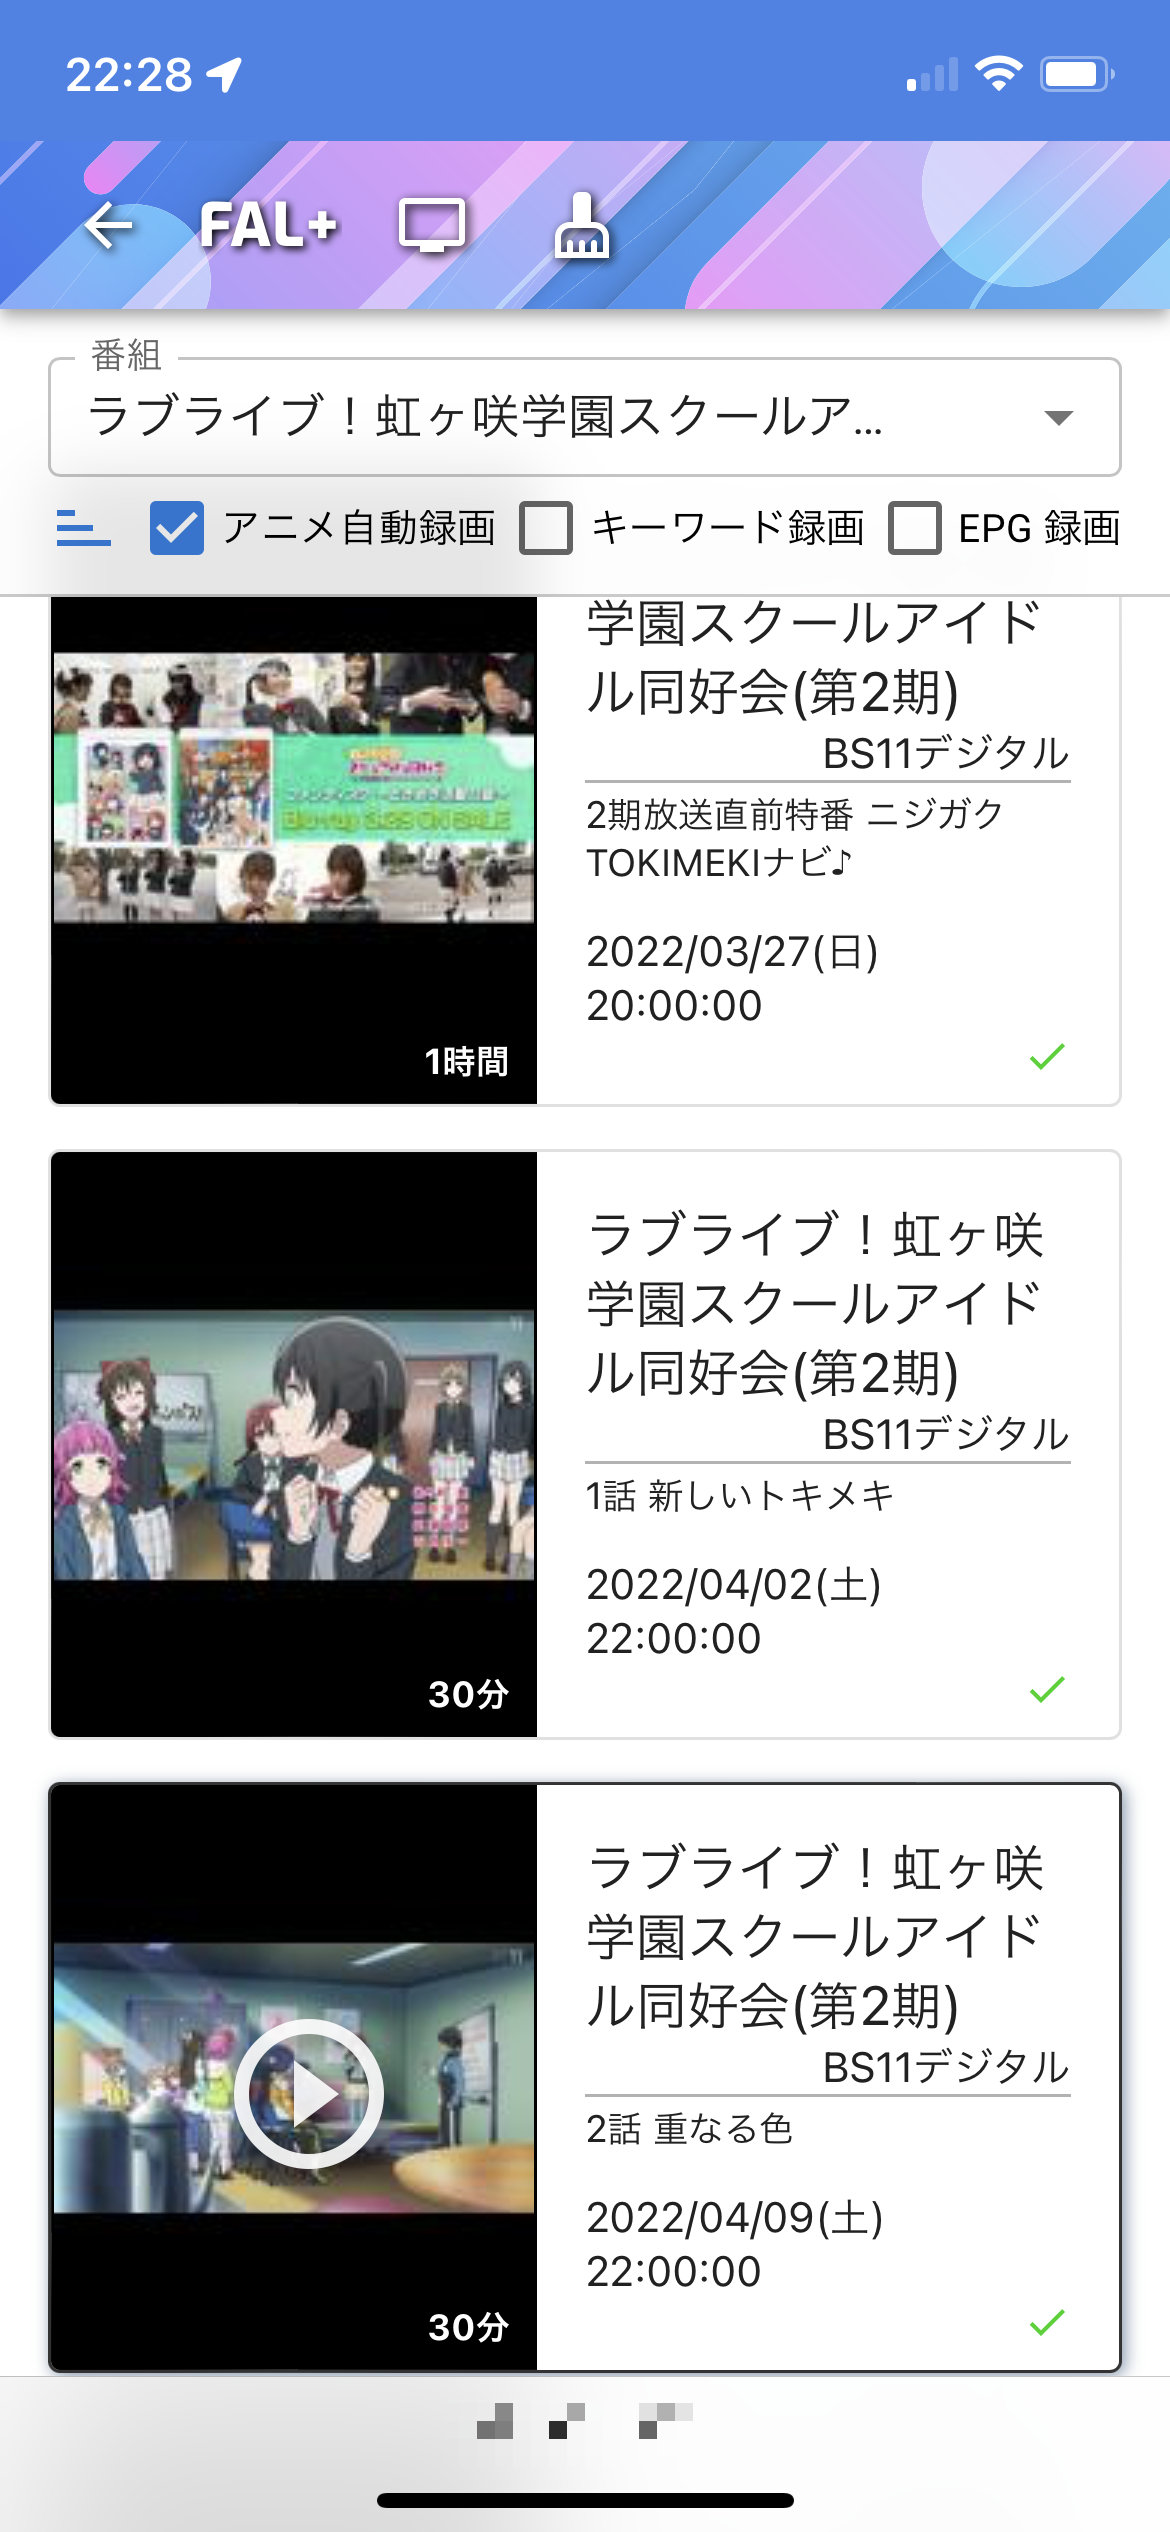 22:28
FAL+
番組
ラブライブ！虹ヶ咲学園スクールア...
アニメ自動録画
キーワード録画
EPG 録画
学園スクールアイド
ル同好会(第2期)
BS11デジタル
2期放送直前特番 ニジガク
TOKIMEKIナビ♪
2022/03/27(日)
20:00:00
1時間
ラブライブ！虹ヶ咲
学園スクールアイド
ル同好会(第2期)
BS11デジタル
1話 新しいトキメキ
2022/04/02(土)
22:00:00
30分
ラブライブ！虹ヶ咲
学園スクールアイド
ル同好会(第2期)
BS11デジタル
2話 重なる色
2022/04/09(土)
22:00:00
30分